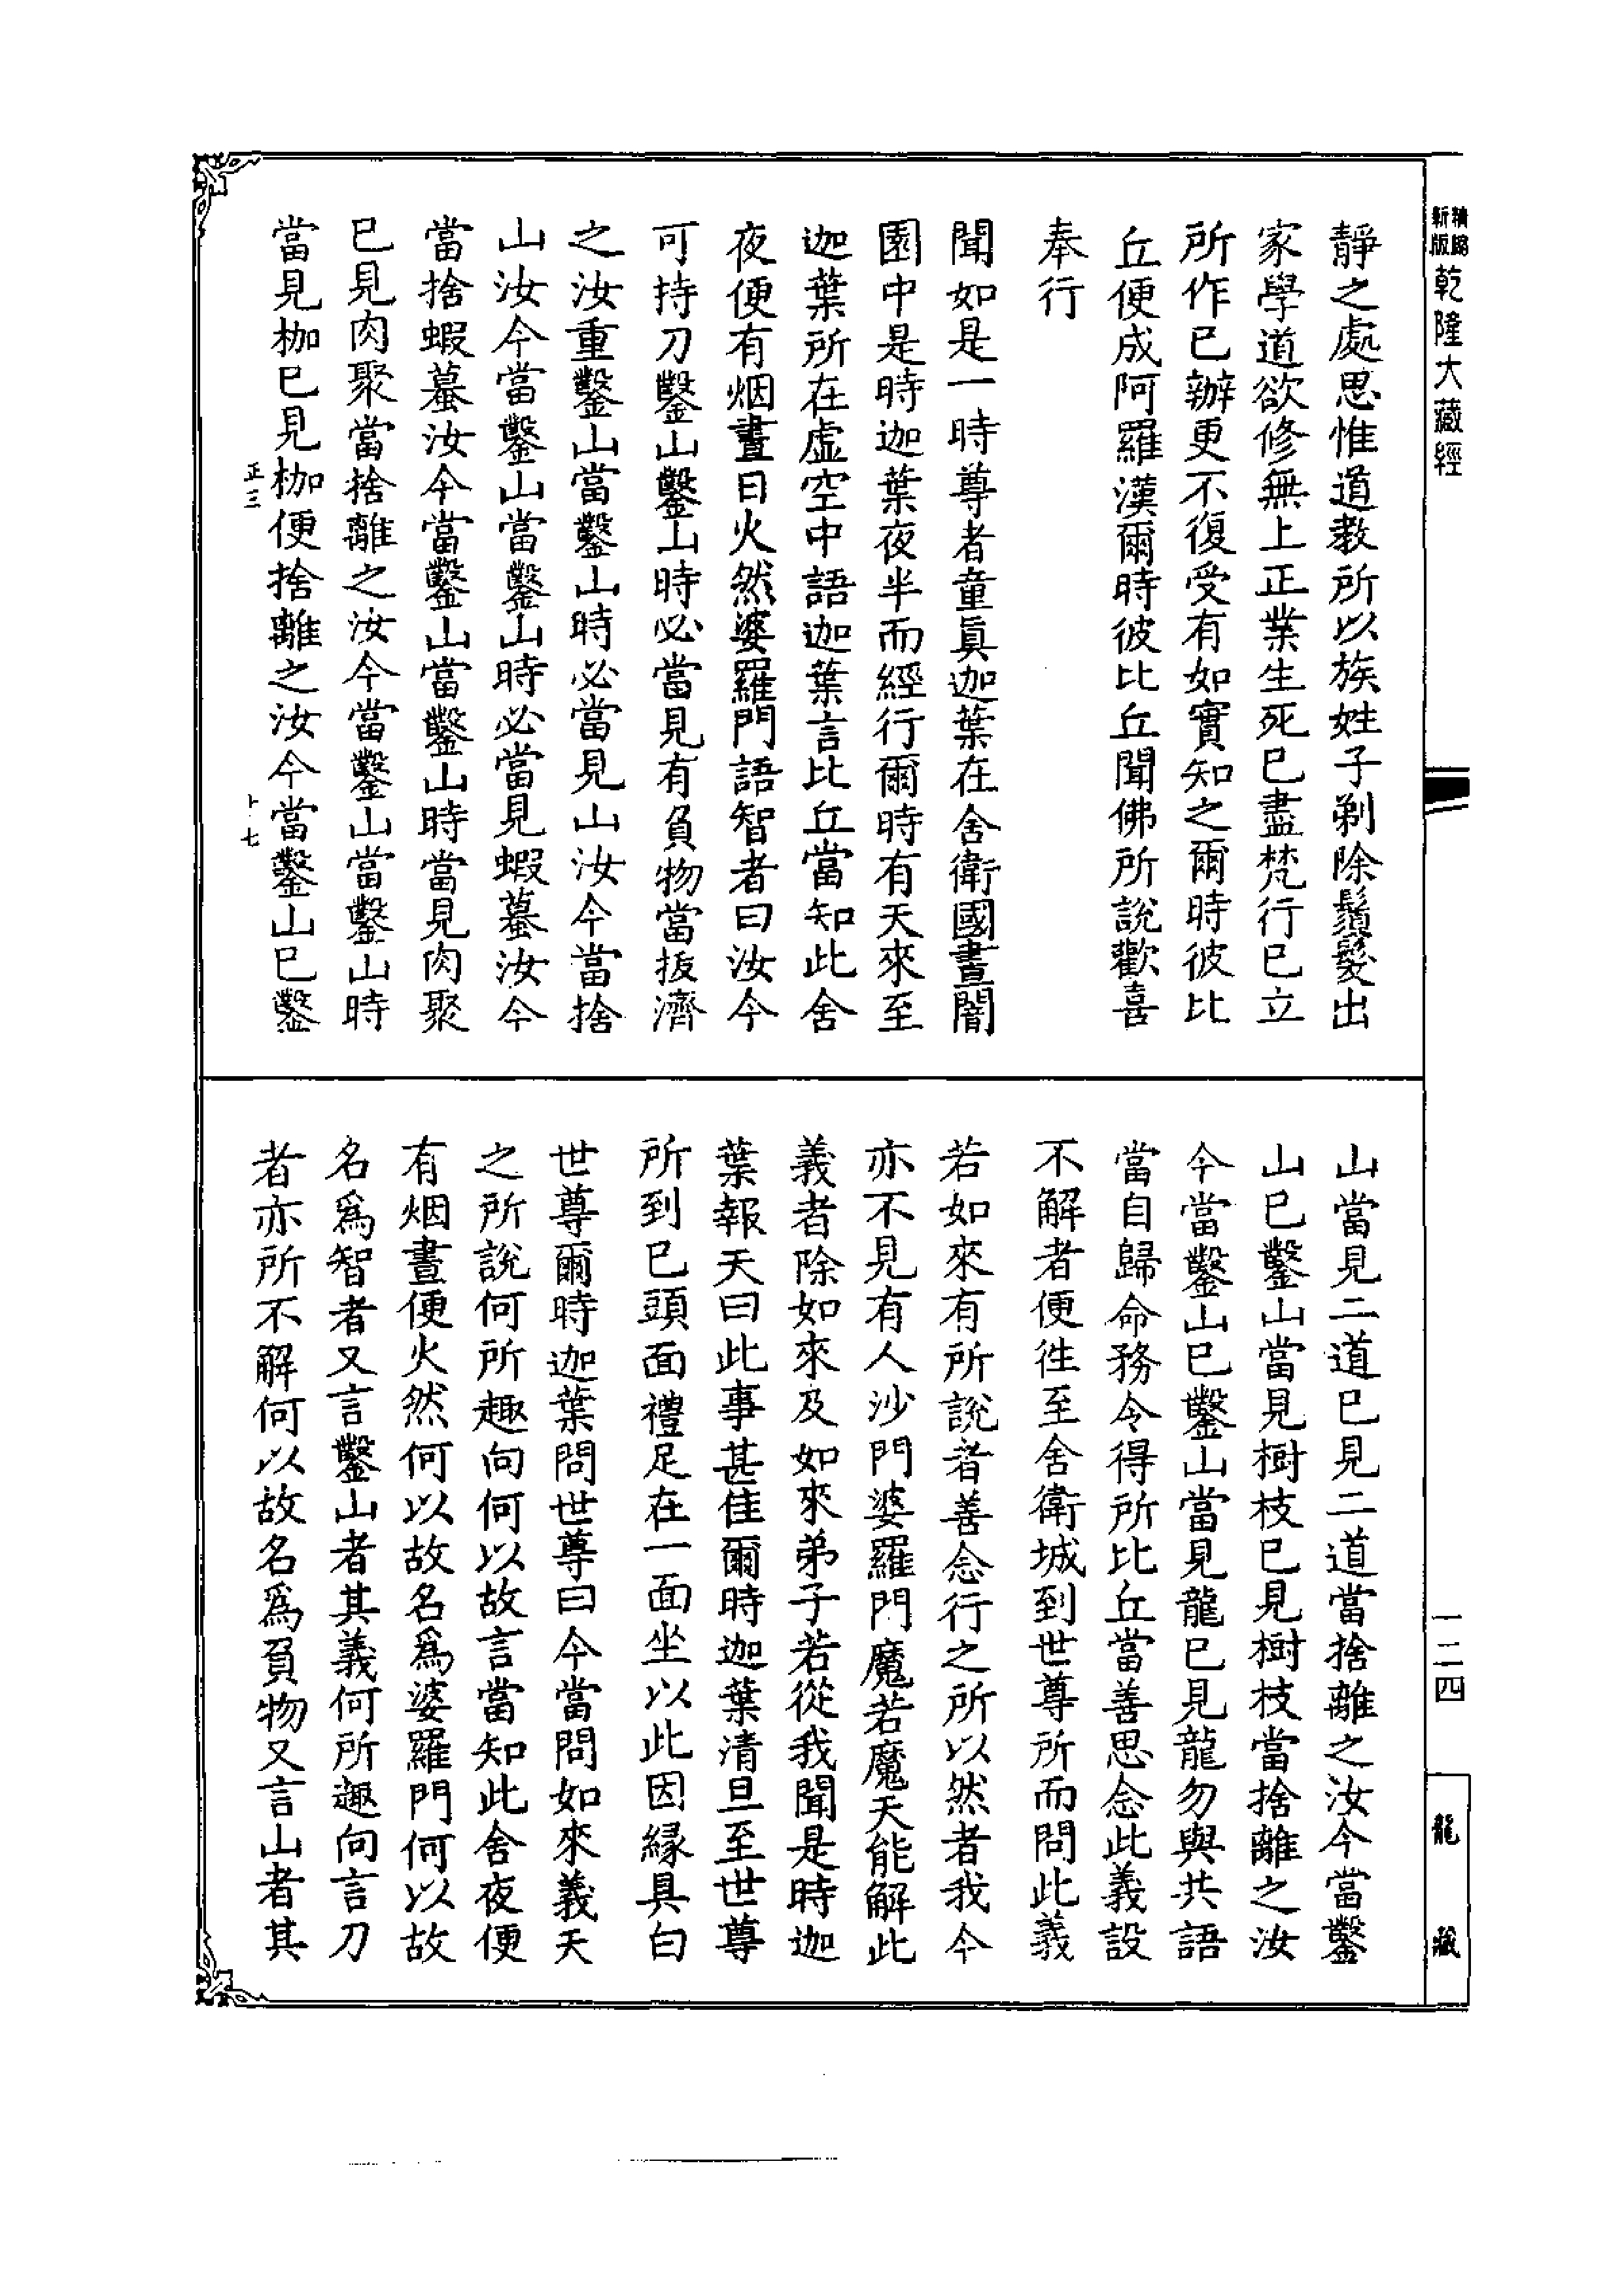 新版
精縮
乾隆大藏經
一二四
龍藏
靜之處思惟道教所以族姓子剃除鬚髮出
家學道欲修無上正業生死已盡梵行已立
所作已辦更不復受有如實知之爾時彼比
丘便成阿羅漢爾時彼比丘聞佛所說歡喜
奉行
聞如是一時尊者童眞迦葉在舍衛國晝闇
園中是時迦葉夜半而經行爾時有天來至
迦葉所在虛空中語迦葉言比丘當知此舍
夜便有烟晝日火然婆羅門語智者曰汝今
可持刀鑿山鑿山時必當見有負物當拔濟
之汝重鑿山當鑿山時必當見山汝今當捨
山汝今當鑿山當鑿山時必當見蝦蟇汝今
當捨蝦蟇汝今當鑿山當鑿山時當見肉聚
已見肉聚當捨離之汝今當鑿山當鑿山時
當見枷已見枷便捨離之汝今當鑿山已鑿
正三
卜七
山當見二道已見二道當捨離之汝今當鑿
山已鑿山當見樹枝已見樹枝當捨離之汝
今當鑿山已鑿山當見龍已見龍勿與共語
當自歸命務令得所比丘當善思念此義設
不解者便徃至舍衛城到世尊所而問此義
若如來有所說者善念行之所以然者我今
亦不見有人沙門婆羅門魔若魔天能解此
義者除如來及如來弟子若從我聞是時迦
葉報天曰此事甚佳爾時迦葉清旦至世尊
所到已頭面禮足在一面坐以此因緣具白
世尊爾時迦葉問世尊曰今當問如來義天
之所說何所趣向何以故言當知此舍夜便
有烟晝便火然何以故名爲婆羅門何以故
名爲智者又言鑿山者其義何所趣向言刀
者亦所不解何以故名爲負物又言山者其